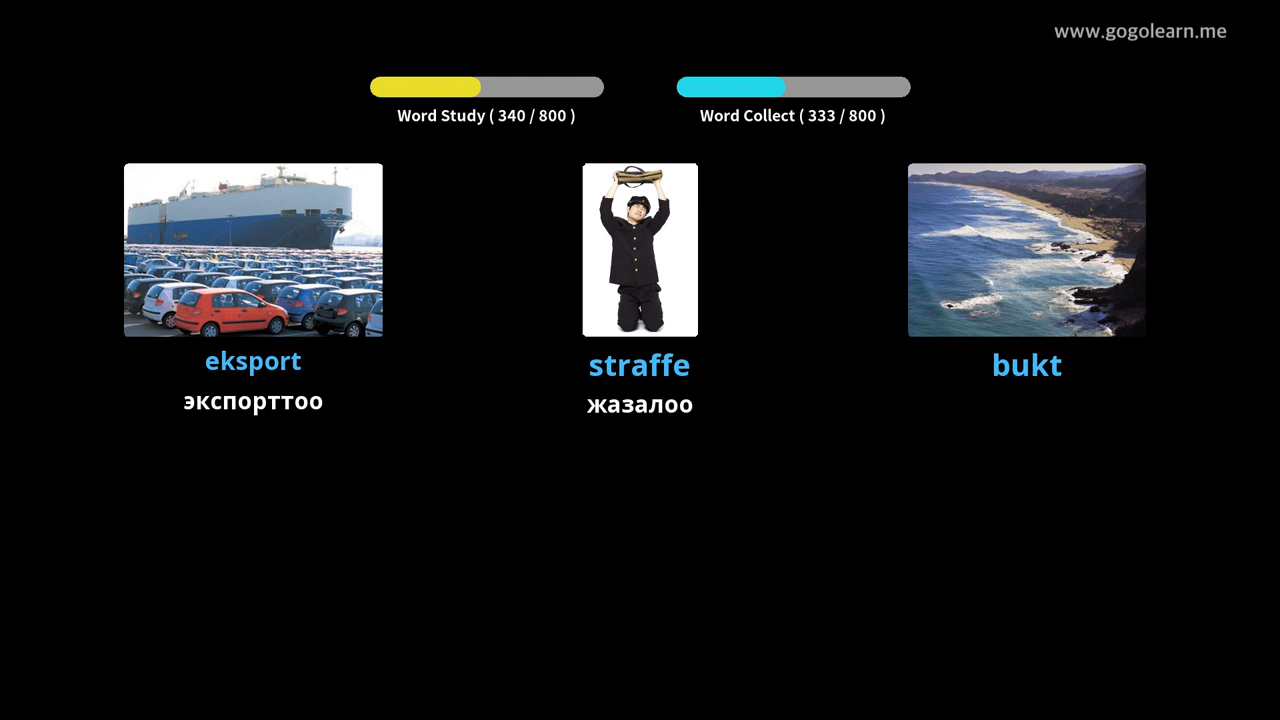 www.gogolearn.me
Word Study ( 340 / 800 )
Word Collect ( 333 / 800 )
eksport
экспорттоо
straffe
жазалоо
bukt